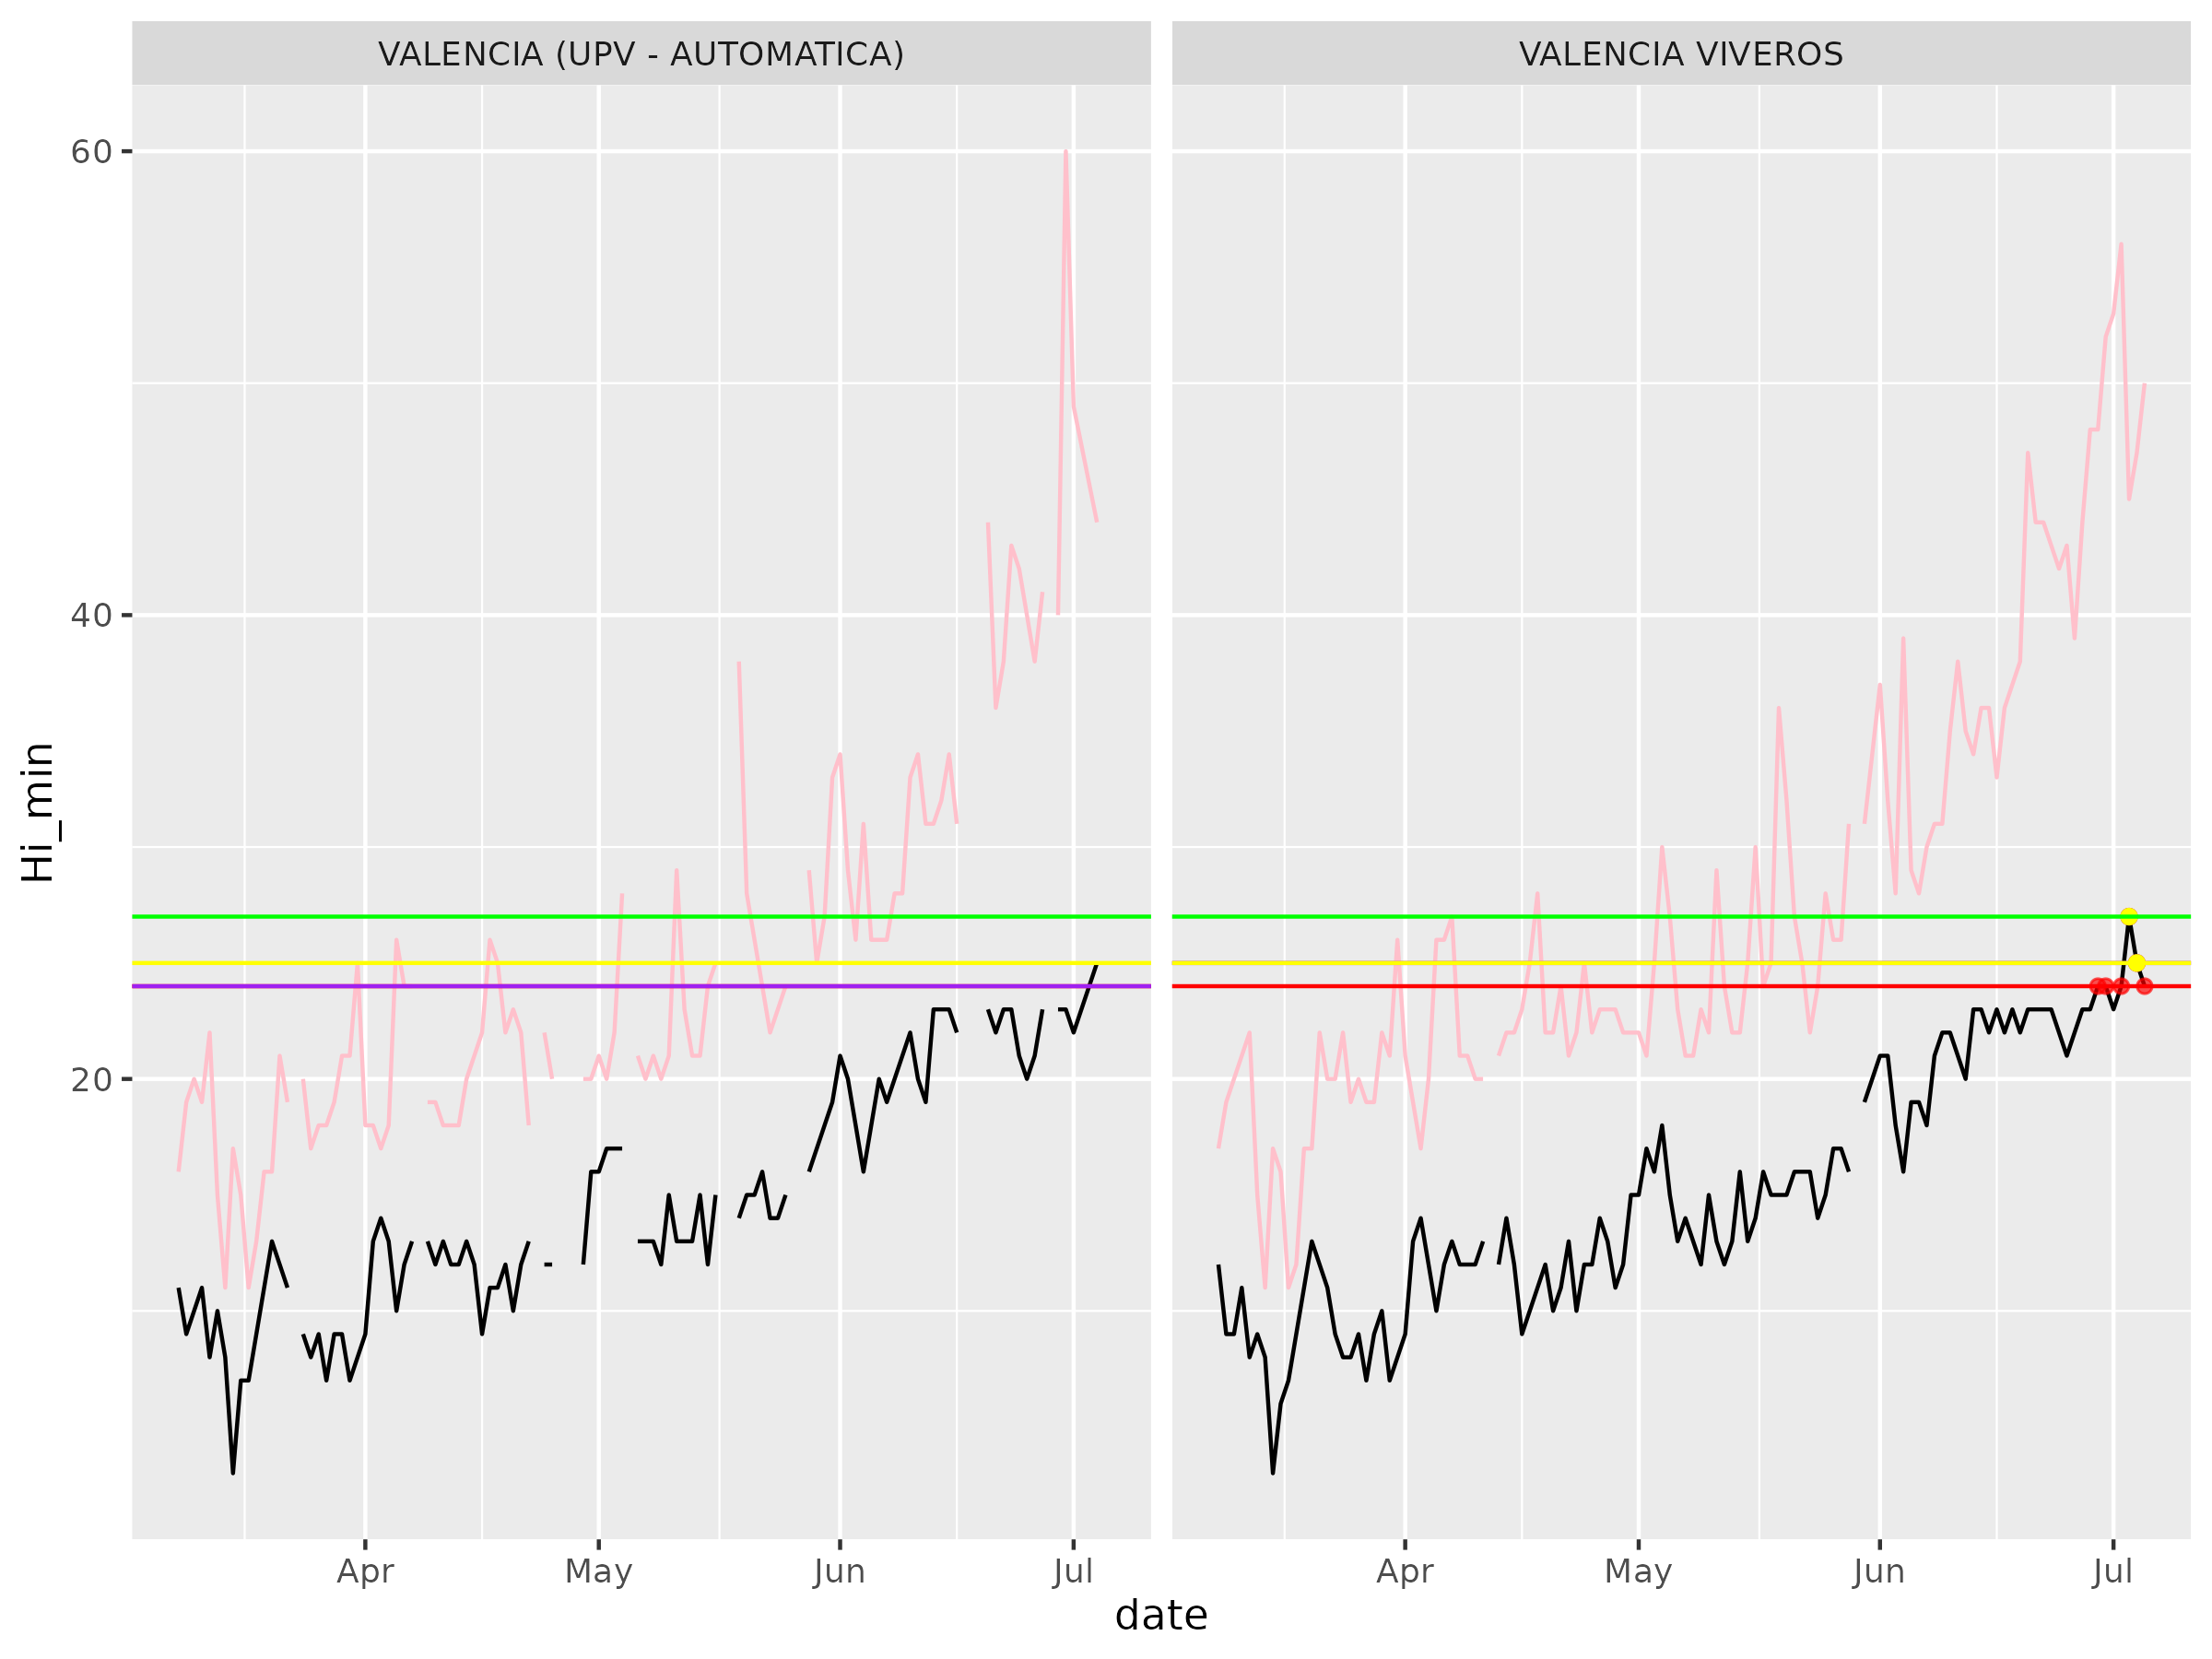 VALENCIA (UPV - AUTOMATICA)
VALENCIA VIVEROS
60
40
20
Hi_min
Apr
May
Jun
Jul
Apr
May
Jun
Jul
date